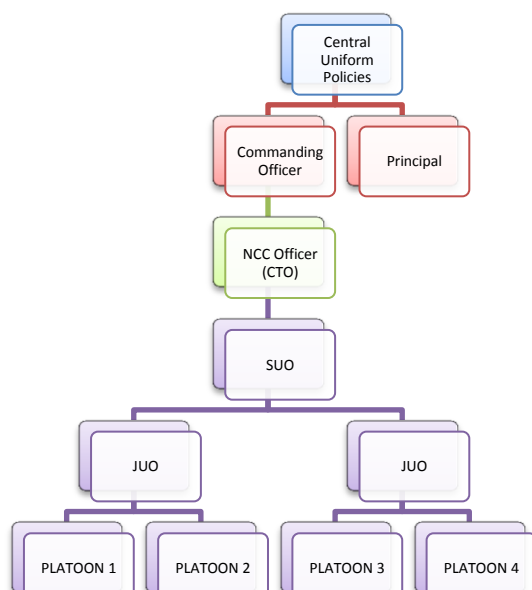 Central
Uniform
Policies
Commanding
Officer
Principal
NCC Officer
(CTO)
SUO
JUO
JUO
PLATOON 1
PLATOON 2
PLATOON 3
PLATOON 4